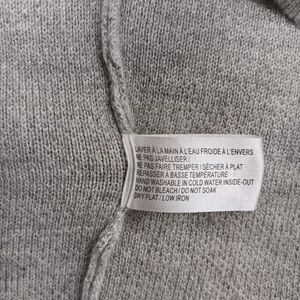 LAVER À LA MAIN À L'EAU FROIDE À L'ENVERS
NE PAS JAVELLISER !
NE PAS FAIRE TREMPER / SÉCHER À PLAT
REPASSER A BASSE TEMPÉRATURE
HAND WASHABLE IN COLD WATER INSIDE-OUT
DO NOT BLEACH / DO NOT SOAK
DRY FLAT / LOW IRON